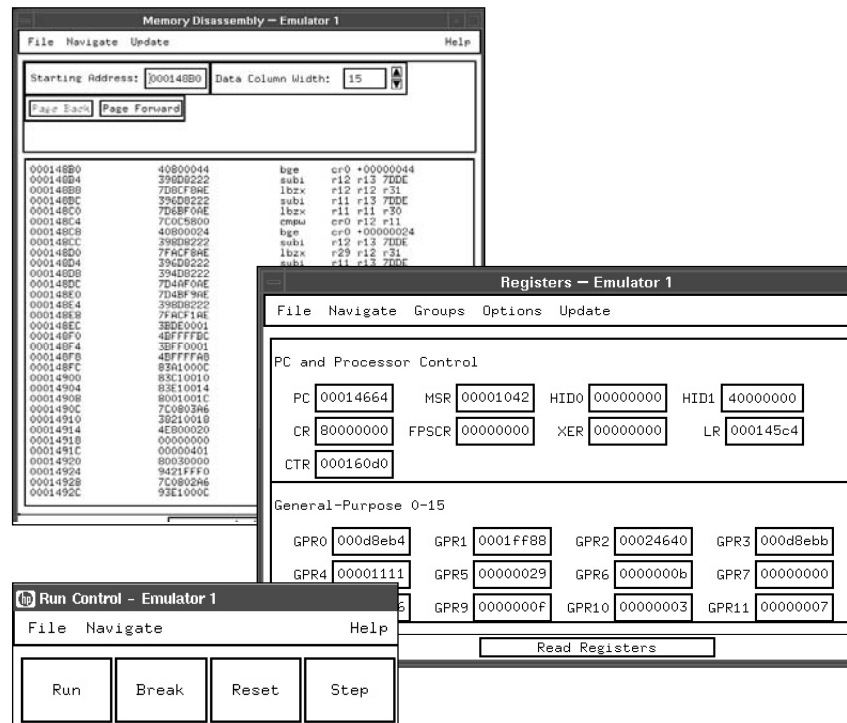 Memory Disassembly — Emulator 1
File Navigate Update Help
Starting Address: 000148B0 Data Column Width: 15
Page Back Page Forward
000148B0 40800044 bge cr0 +00000044
000148B4 398D8222 subi r12 r13 7DDE
000148B8 7D8CF8AE lbzx r12 r12 r31
000148BC 396D8222 subi r11 r13 7DDE
000148C0 7D6BF0AE lbzx r11 r11 r30
000148C4 7C0C5800 cmpw cr0 r12 r11
000148C8 40800024 bge cr0 +00000024
000148CC 398D8222 subi r12 r13 7DDE
000148D0 7FACF8AE lbzx r29 r12 r31
000148D4 396D8222 subi r11 r13 7DDE
000148D8 394D8222
000148DC 7D4AF0AE
000148E0 7D4BF9AE
000148E4 398D8222
000148E8 7FACF1AE
000148EC 3BDE0001
000148F0 4BFFFFBC
000148F4 3BFF0001
000148F8 4BFFFFA8
000148FC 83A1000C
00014900 83C10010
00014904 83E10014
00014908 8001001C
0001490C 7C0803A6
00014910 38210018
00014914 4E800020
00014918 00000000
0001491C 00000401
00014920 80030000
00014924 9421FFF0
00014928 7C0802A6
0001492C 93E1000C
Registers — Emulator 1
File Navigate Groups Options Update
PC and Processor Control
PC 00014664 MSR 00001042 HID0 00000000 HID1 40000000
CR 80000000 FPSCR 00000000 XER 00000000 LR 000145c4
CTR 000160d0
General-Purpose 0-15
GPR0 000d8eb4 GPR1 0001ff88 GPR2 00024640 GPR3 000d8ebb
GPR4 00001111 GPR5 00000029 GPR6 0000000b GPR7 00000000
6 GPR9 0000000f GPR10 00000003 GPR11 00000007
Read Registers
hp Run Control - Emulator 1
File Navigate Help
Run Break Reset Step